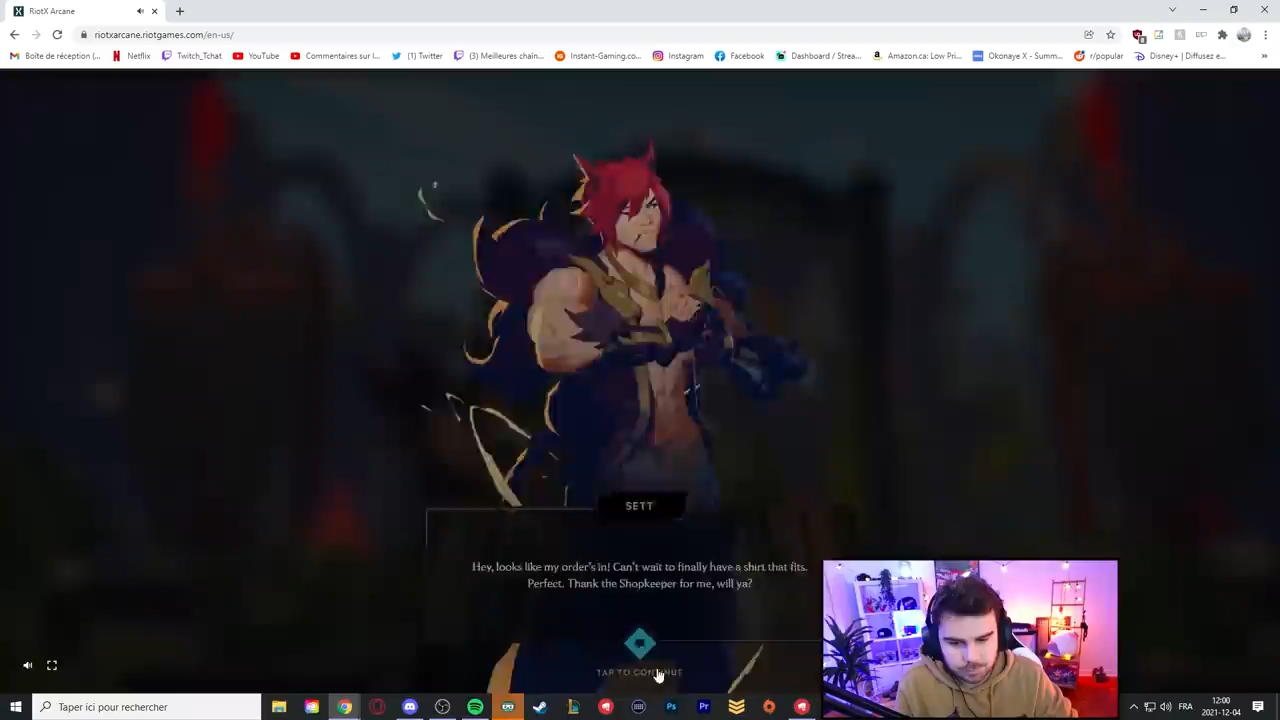 RiotX Arcane
riotxarcane.riotgames.com/en-us/
Boîte de réception (...
Netflix
Twitch_Tchat
YouTube
Commentaires sur l...
(1) Twitter
(3) Meilleures chaîn...
Instant-Gaming.co...
Instagram
Facebook
Dashboard / Strea...
Amazon.ca: Low Pri...
Okonaye X - Summ...
r/popular
Disney+ | Diffusez e...
SETT
Hey, looks like my order's in! Can't wait to finally have a shirt that fits.
Perfect. Thank the Shopkeeper for me, will ya?
TAP TO CONTINUE
Taper ici pour rechercher
Ps
Pr
FRA
12:00
2021-12-04